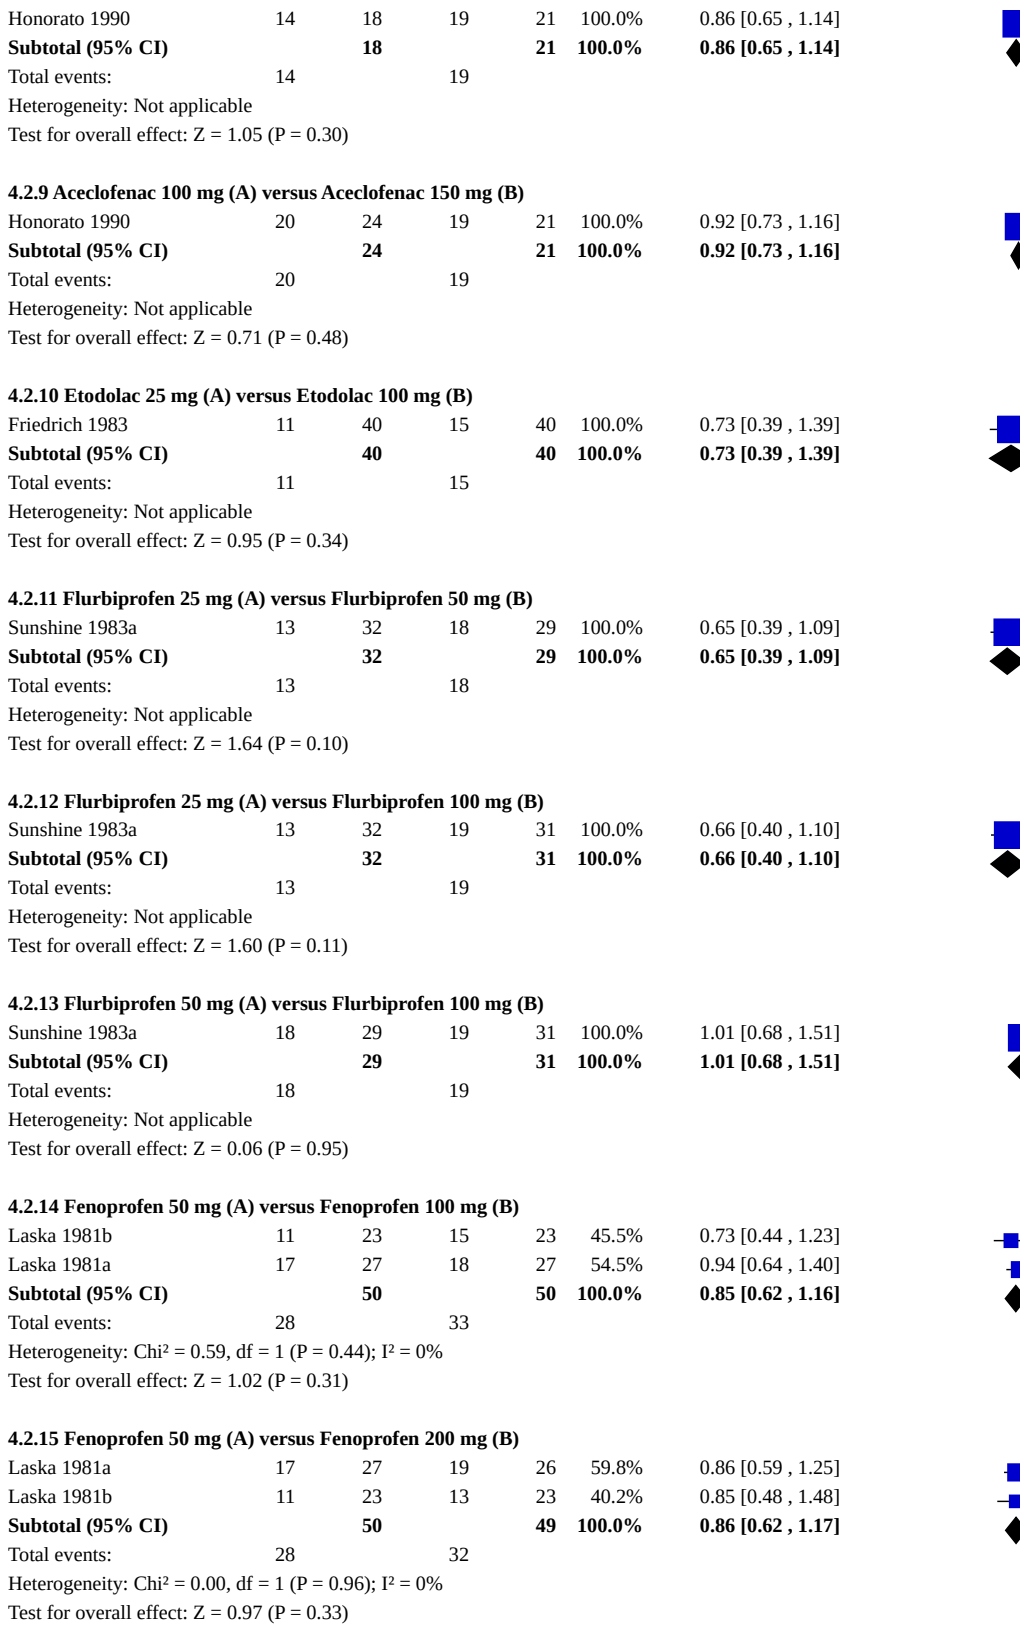 Honorato 1990 14 18 19 21 100.0% 0.86 [0.65 , 1.14]
Subtotal (95% CI) 18 21 100.0% 0.86 [0.65 , 1.14]
Total events: 14 19
Heterogeneity: Not applicable
Test for overall effect: Z = 1.05 (P = 0.30)
4.2.9 Aceclofenac 100 mg (A) versus Aceclofenac 150 mg (B)
Honorato 1990 20 24 19 21 100.0% 0.92 [0.73 , 1.16]
Subtotal (95% CI) 24 21 100.0% 0.92 [0.73 , 1.16]
Total events: 20 19
Heterogeneity: Not applicable
Test for overall effect: Z = 0.71 (P = 0.48)
4.2.10 Etodolac 25 mg (A) versus Etodolac 100 mg (B)
Friedrich 1983 11 40 15 40 100.0% 0.73 [0.39 , 1.39]
Subtotal (95% CI) 40 40 100.0% 0.73 [0.39 , 1.39]
Total events: 11 15
Heterogeneity: Not applicable
Test for overall effect: Z = 0.95 (P = 0.34)
4.2.11 Flurbiprofen 25 mg (A) versus Flurbiprofen 50 mg (B)
Sunshine 1983a 13 32 18 29 100.0% 0.65 [0.39 , 1.09]
Subtotal (95% CI) 32 29 100.0% 0.65 [0.39 , 1.09]
Total events: 13 18
Heterogeneity: Not applicable
Test for overall effect: Z = 1.64 (P = 0.10)
4.2.12 Flurbiprofen 25 mg (A) versus Flurbiprofen 100 mg (B)
Sunshine 1983a 13 32 19 31 100.0% 0.66 [0.40 , 1.10]
Subtotal (95% CI) 32 31 100.0% 0.66 [0.40 , 1.10]
Total events: 13 19
Heterogeneity: Not applicable
Test for overall effect: Z = 1.60 (P = 0.11)
4.2.13 Flurbiprofen 50 mg (A) versus Flurbiprofen 100 mg (B)
Sunshine 1983a 18 29 19 31 100.0% 1.01 [0.68 , 1.51]
Subtotal (95% CI) 29 31 100.0% 1.01 [0.68 , 1.51]
Total events: 18 19
Heterogeneity: Not applicable
Test for overall effect: Z = 0.06 (P = 0.95)
4.2.14 Fenoprofen 50 mg (A) versus Fenoprofen 100 mg (B)
Laska 1981b 11 23 15 23 45.5% 0.73 [0.44 , 1.23]
Laska 1981a 17 27 18 27 54.5% 0.94 [0.64 , 1.40]
Subtotal (95% CI) 50 50 100.0% 0.85 [0.62 , 1.16]
Total events: 28 33
Heterogeneity: Chi² = 0.59, df = 1 (P = 0.44); I² = 0%
Test for overall effect: Z = 1.02 (P = 0.31)
4.2.15 Fenoprofen 50 mg (A) versus Fenoprofen 200 mg (B)
Laska 1981a 17 27 19 26 59.8% 0.86 [0.59 , 1.25]
Laska 1981b 11 23 13 23 40.2% 0.85 [0.48 , 1.48]
Subtotal (95% CI) 50 49 100.0% 0.86 [0.62 , 1.17]
Total events: 28 32
Heterogeneity: Chi² = 0.00, df = 1 (P = 0.96); I² = 0%
Test for overall effect: Z = 0.97 (P = 0.33)